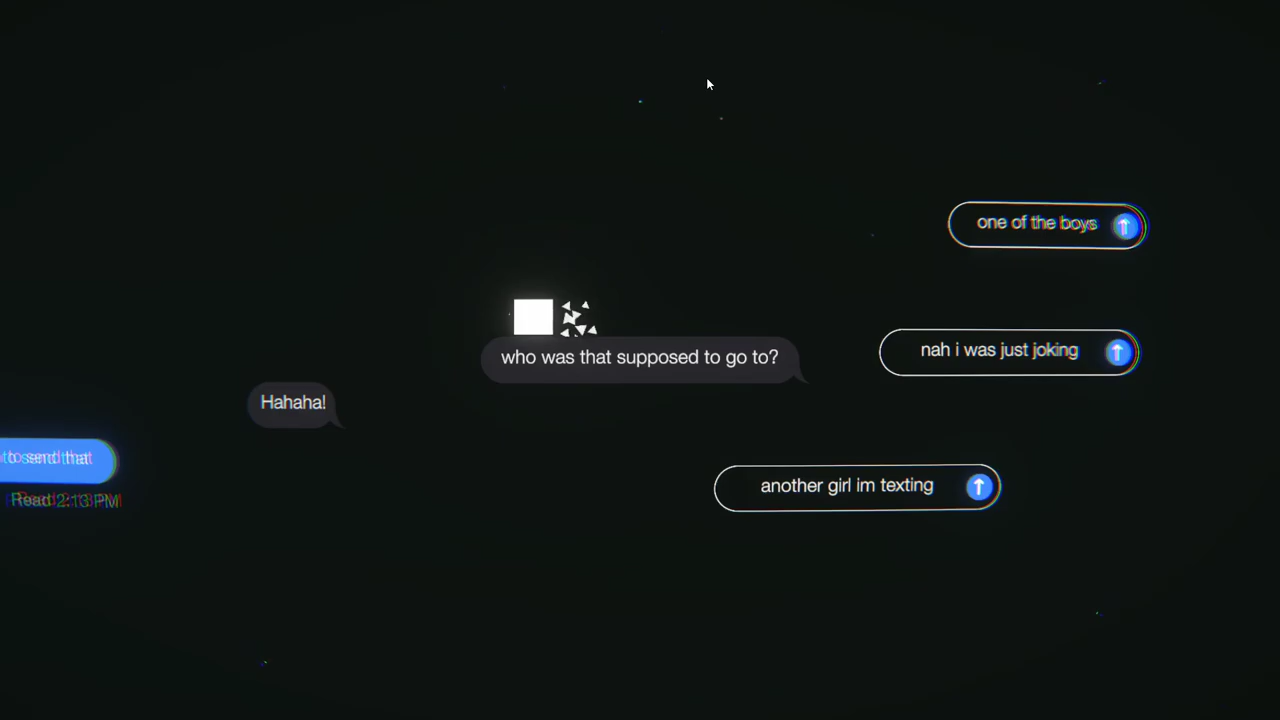 one of the boys
who was that supposed to go to?
nah i was just joking
Hahaha!
to send that
Read 2:13 PM
another girl im texting